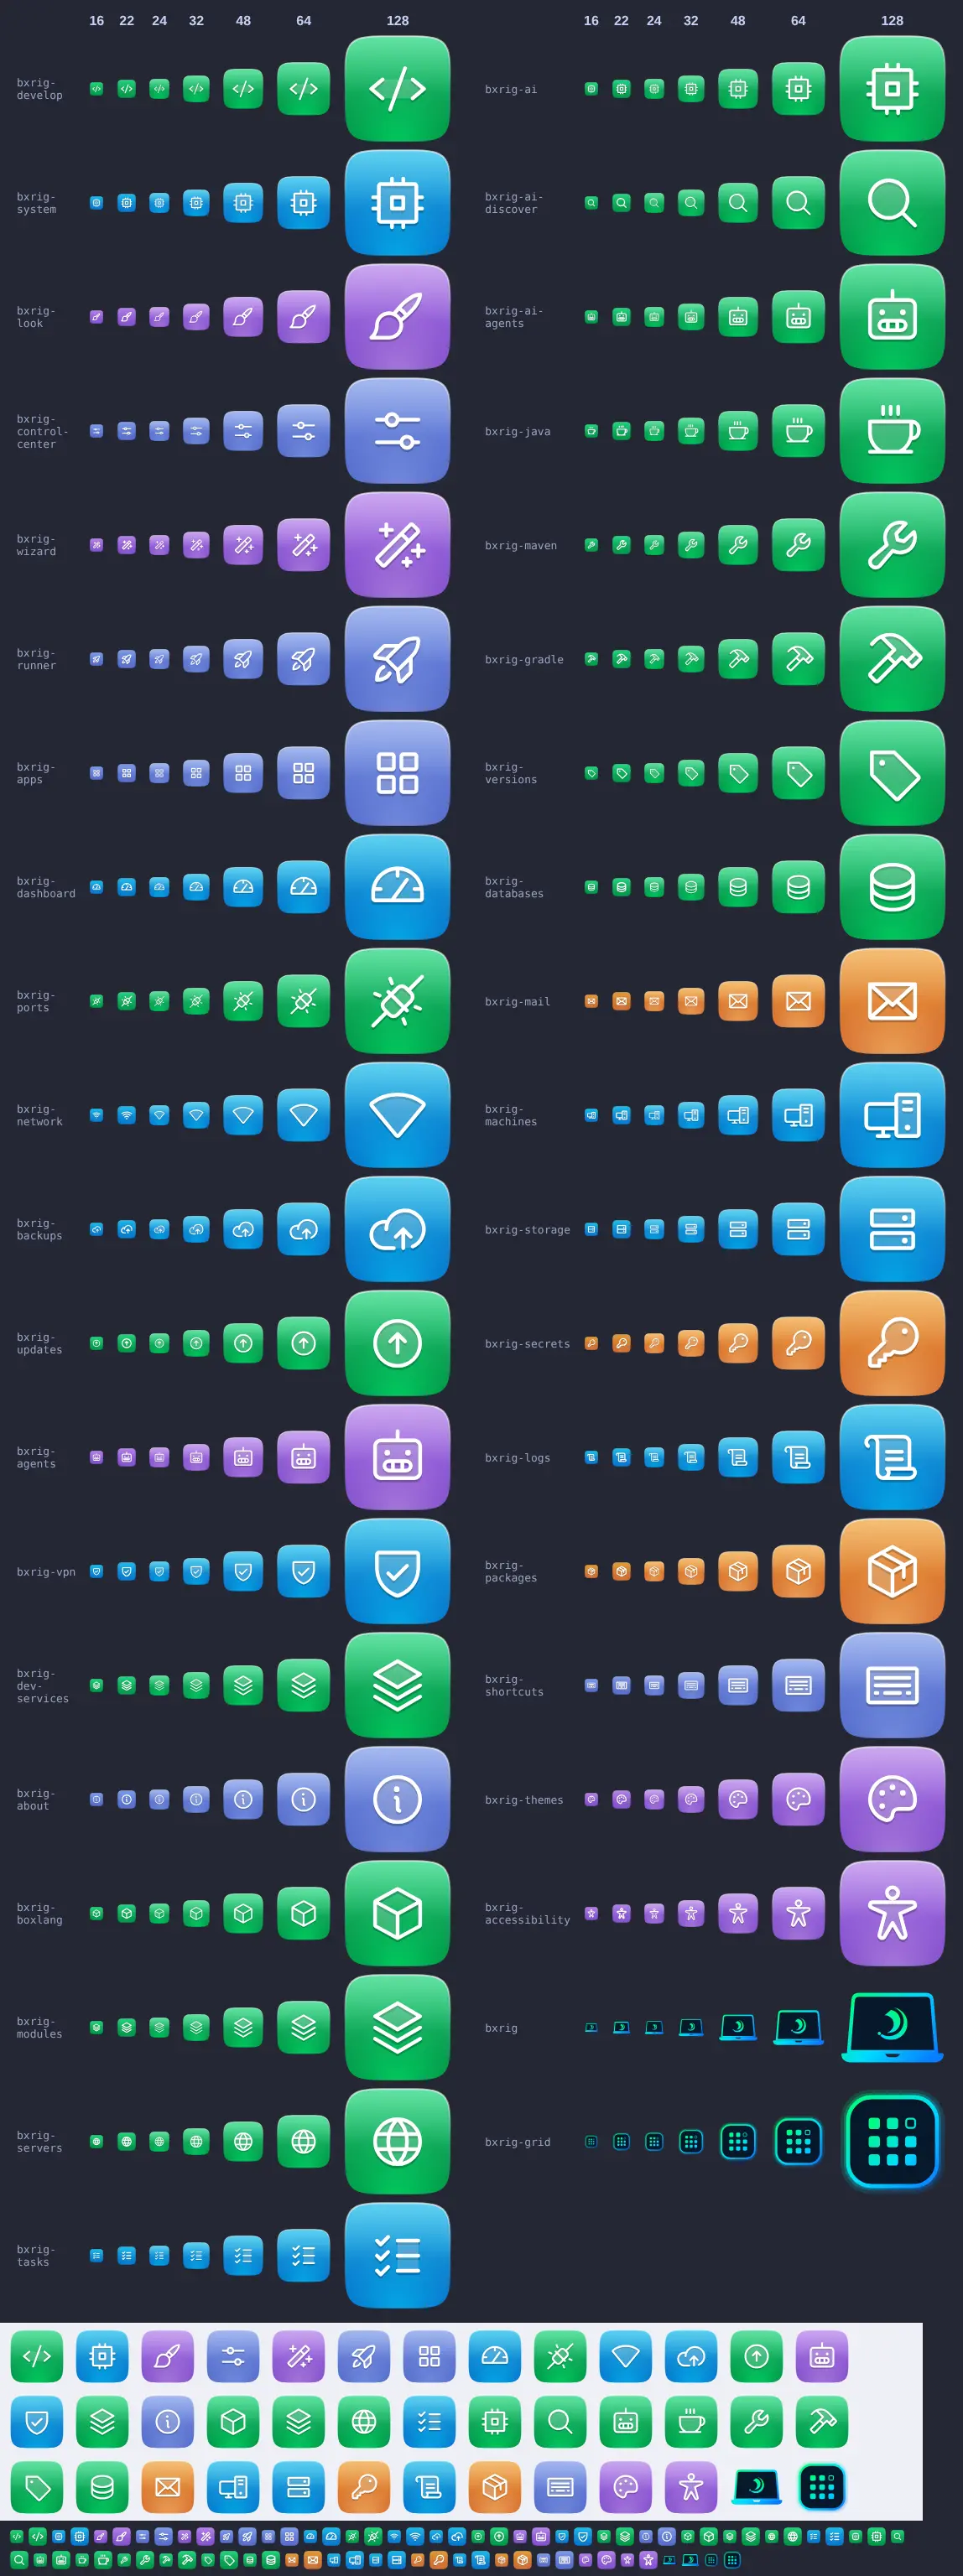 16 22 24 32 48 64 128 16 22 24 32 48 64 128
bxrig-
develop
bxrig-ai
bxrig-
system
bxrig-ai-
discover
bxrig-
look
bxrig-ai-
agents
bxrig-
control-
center
bxrig-java
bxrig-
wizard
bxrig-maven
bxrig-
runner
bxrig-gradle
bxrig-
apps
bxrig-
versions
bxrig-
dashboard
bxrig-
databases
bxrig-
ports
bxrig-mail
bxrig-
network
bxrig-
machines
bxrig-
backups
bxrig-storage
bxrig-
updates
bxrig-secrets
bxrig-
agents
bxrig-logs
bxrig-vpn
bxrig-
packages
bxrig-
dev-
services
bxrig-
shortcuts
bxrig-
about
bxrig-themes
bxrig-
boxlang
bxrig-
accessibility
bxrig-
modules
bxrig
bxrig-
servers
bxrig-grid
bxrig-
tasks